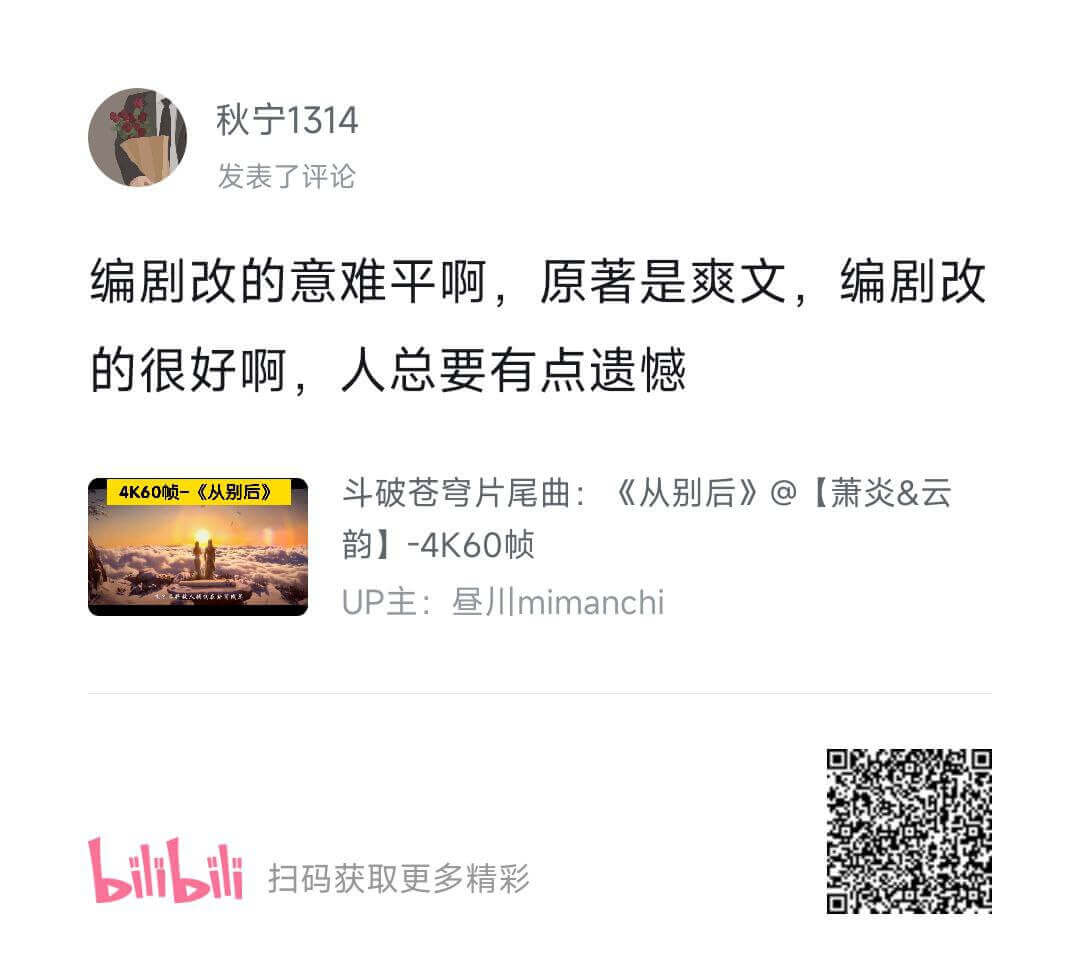 秋宁1314
发表了评论
编剧改的意难平啊，原著是爽文，编剧改
的很好啊，人总要有点遗憾
4K60帧-《从别后》
斗破苍穹片尾曲：《从别后》@【萧炎&云
韵】-4K60帧
UP主：昼川mimanchi
bilibili 扫码获取更多精彩